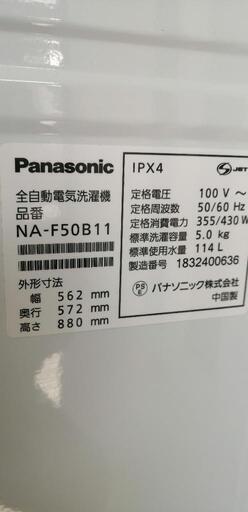 Panasonic
全自動電気洗濯機
品番
NA-F50B11
外形寸法
幅 562 mm
奥行 572 mm
高さ 880 mm
IPX4
S JET
定格電圧 100 V ～
定格周波数 50/60 Hz
定格消費電力 355/430 W
標準洗濯容量 5.0 kg
標準使用水量 114 L
製造番号 1832400636
PS E パナソニック株式会社
中国製